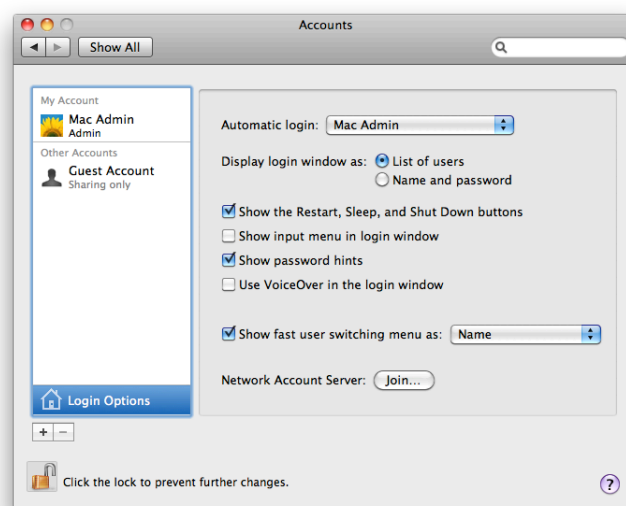 Accounts
Show All
My Account
Mac Admin
Admin
Other Accounts
Guest Account
Sharing only
Login Options
+ −
Automatic login: Mac Admin
Display login window as: List of users
Name and password
Show the Restart, Sleep, and Shut Down buttons
Show input menu in login window
Show password hints
Use VoiceOver in the login window
Show fast user switching menu as: Name
Network Account Server: Join...
Click the lock to prevent further changes.
?